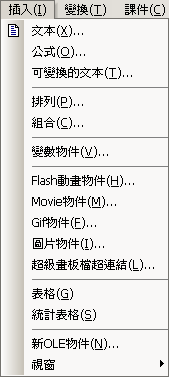 插入(I) 變換(T) 課件(C)
文本(X)...
公式(O)...
可變換的文本(T)...
排列(P)...
組合(C)...
變數物件(V)...
Flash動畫物件(H)...
Movie物件(M)...
Gif物件(F)...
圖片物件(I)...
超級畫板檔超連結(L)...
表格(G)
統計表格(S)
新OLE物件(N)...
視窗